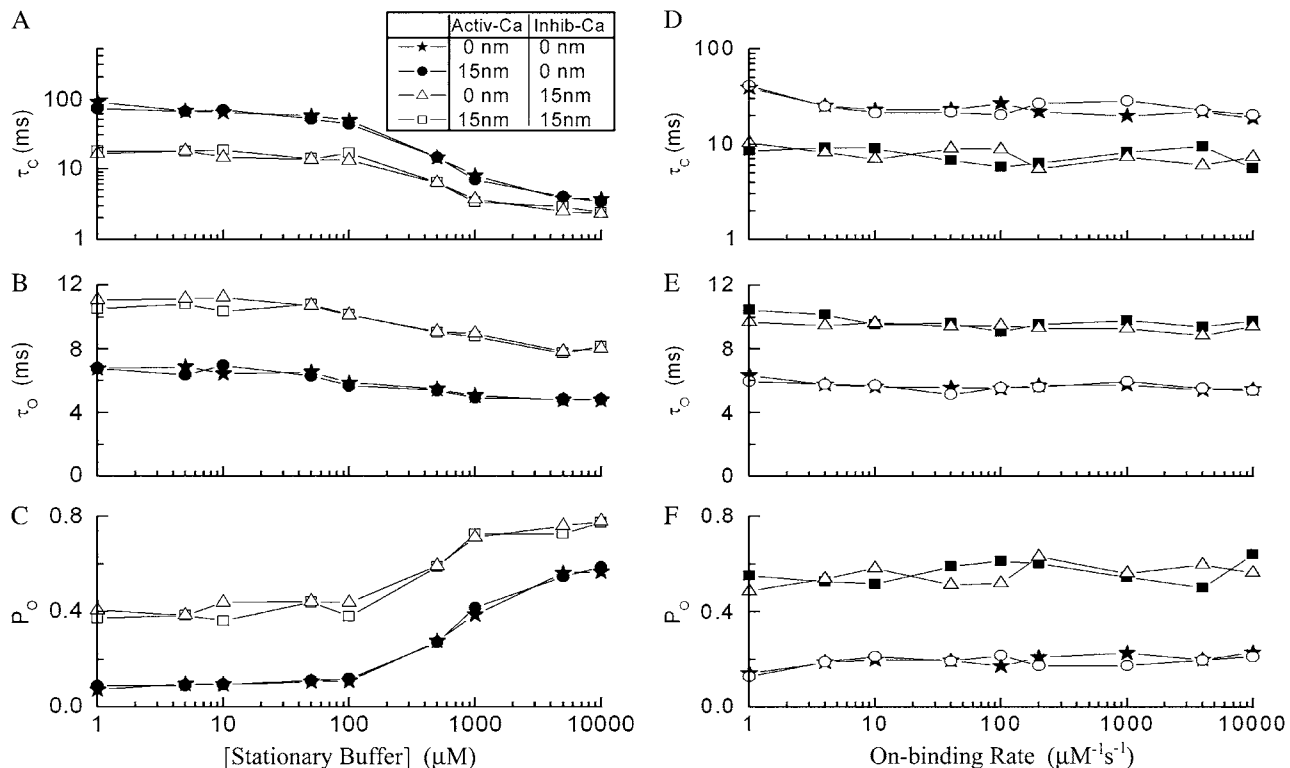 A
Activ-Ca Inhib-Ca
0 nm 0 nm
15nm 0 nm
0 nm 15nm
15nm 15nm
100
10
1
τC (ms)
B
12
8
4
0
τO (ms)
C
0.8
0.4
0.0
PO
1 10 100 1000 10000
[Stationary Buffer] (μM)
D
100
10
1
τC (ms)
E
12
8
4
0
τO (ms)
F
0.8
0.4
0.0
PO
1 10 100 1000 10000
On-binding Rate (μM⁻¹s⁻¹)